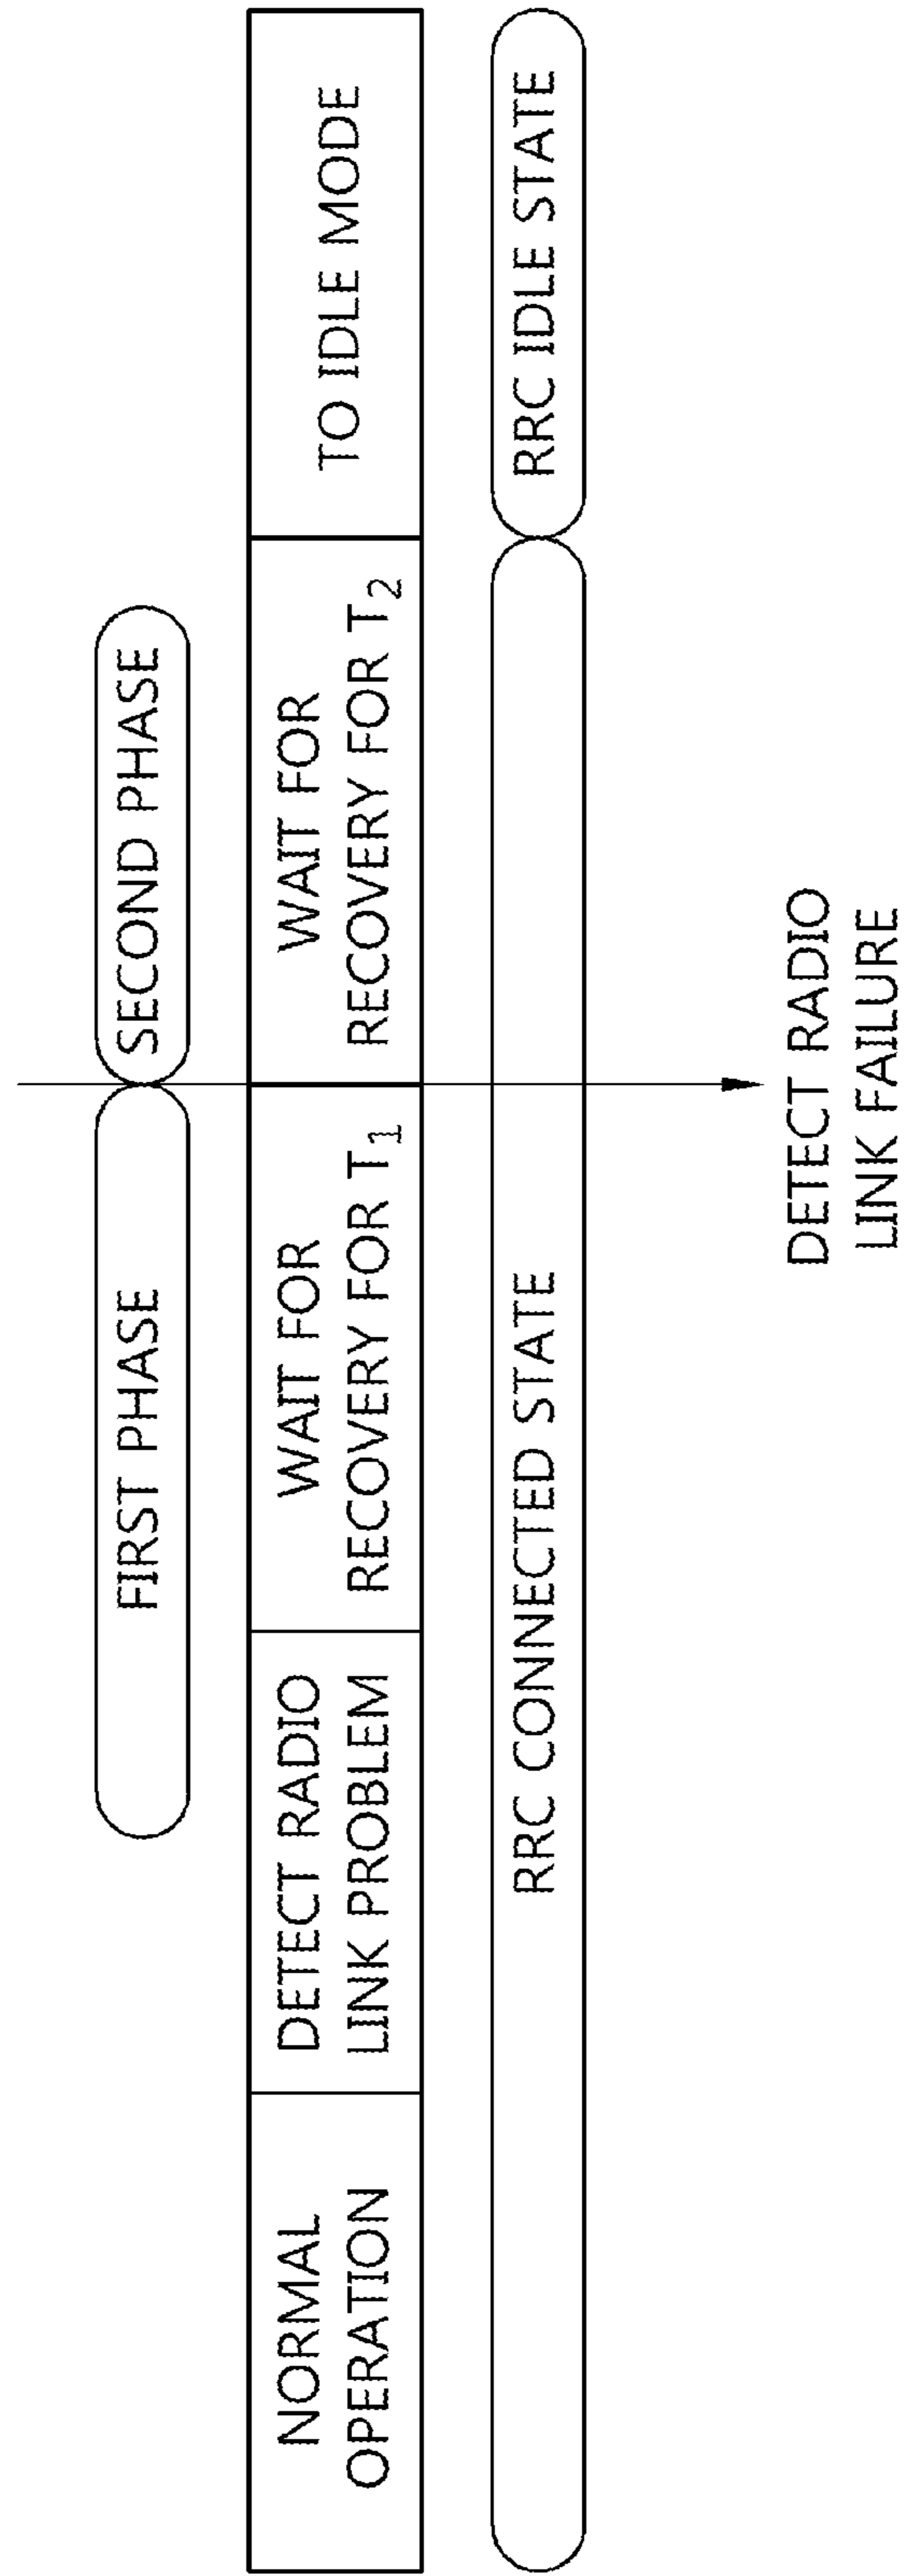 FIRST PHASE
SECOND PHASE
NORMAL
OPERATION
DETECT RADIO
LINK PROBLEM
WAIT FOR
RECOVERY FOR T1
WAIT FOR
RECOVERY FOR T2
TO IDLE MODE
RRC CONNECTED STATE
RRC IDLE STATE
DETECT RADIO
LINK FAILURE